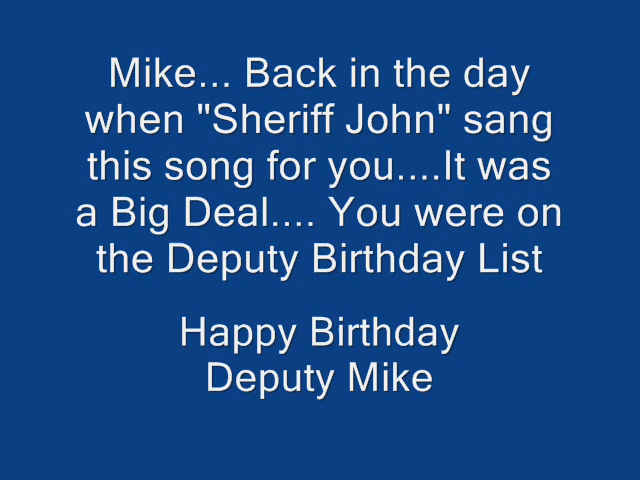 Mike... Back in the day
when "Sheriff John" sang
this song for you....It was
a Big Deal.... You were on
the Deputy Birthday List
Happy Birthday
Deputy Mike